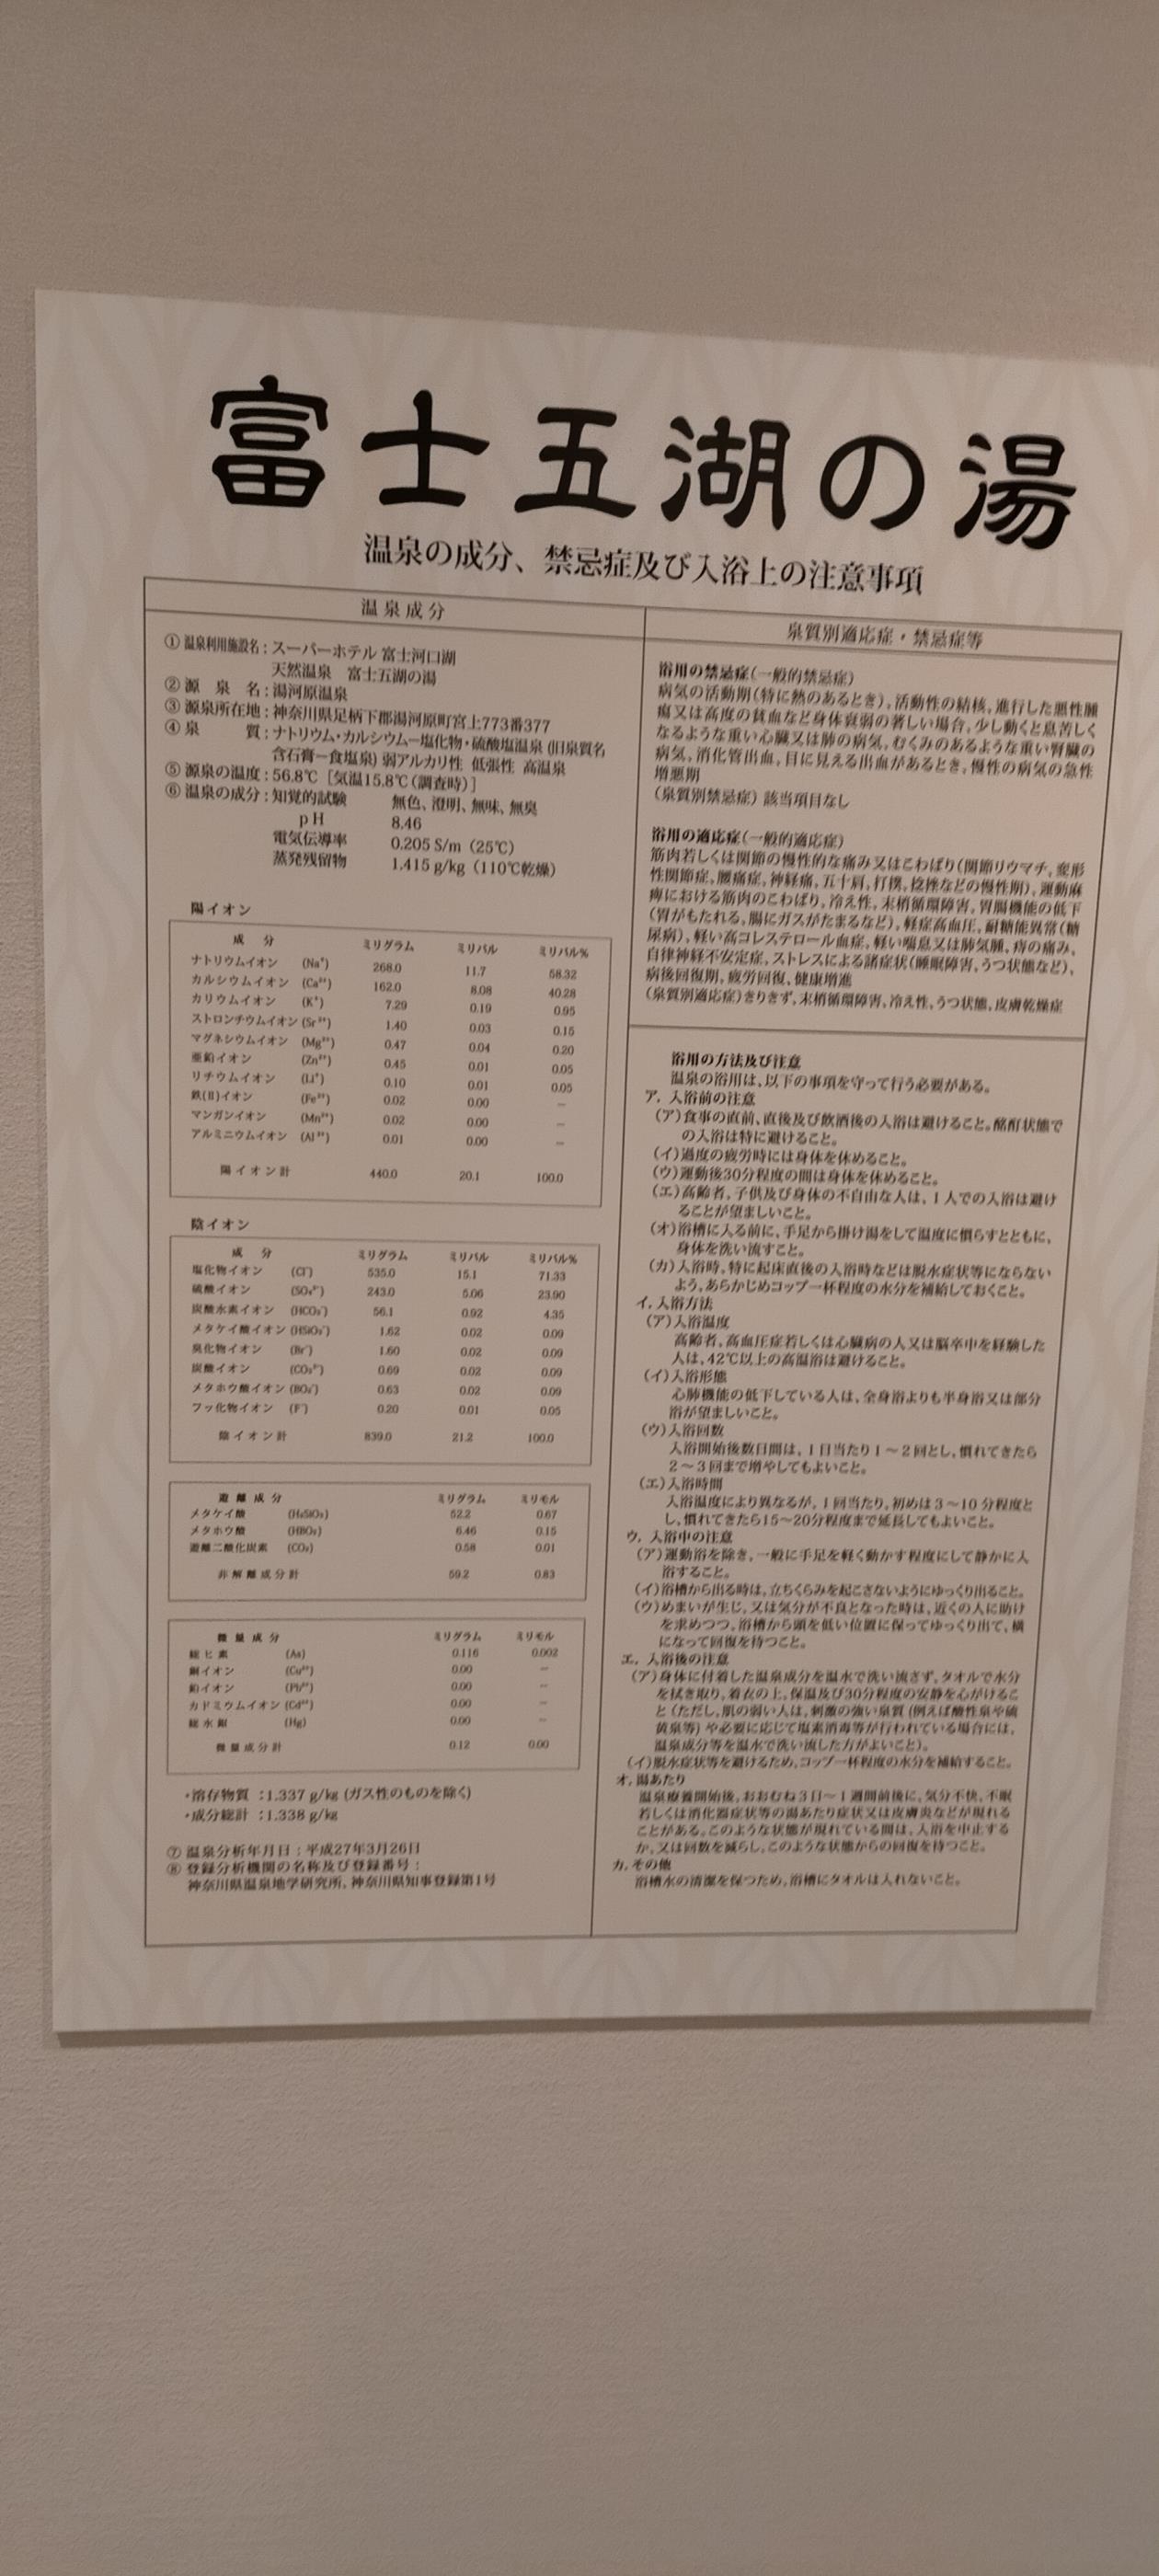 富士五湖の湯
温泉の成分、禁忌症及び入浴上の注意事項
温泉成分
①温泉利用施設名：スーパーホテル 富士河口湖
天然温泉 富士五湖の湯
②源泉名：湯河原温泉
③源泉所在地：神奈川県足柄下郡湯河原町宮上773番377
④泉質：ナトリウム・カルシウム－塩化物・硫酸塩温泉（旧泉質名
含石膏－食塩泉）弱アルカリ性 低張性 高温泉
⑤源泉の温度：56.8℃［気温15.8℃（調査時）］
⑥温泉の成分：知覚的試験 無色、澄明、無味、無臭
pH 8.46
電気伝導率 0.205 S/m（25℃）
蒸発残留物 1.415 g/kg（110℃乾燥）
陽イオン
成分 ミリグラム ミリバル ミリバル%
ナトリウムイオン (Na⁺) 268.0 11.7 58.32
カルシウムイオン (Ca²⁺) 162.0 8.08 40.28
カリウムイオン (K⁺) 7.29 0.19 0.95
ストロンチウムイオン (Sr²⁺) 1.40 0.03 0.15
マグネシウムイオン (Mg²⁺) 0.47 0.04 0.20
亜鉛イオン (Zn²⁺) 0.45 0.01 0.05
リチウムイオン (Li⁺) 0.10 0.01 0.05
鉄(II)イオン (Fe²⁺) 0.02 0.00 －
マンガンイオン (Mn²⁺) 0.02 0.00 －
アルミニウムイオン (Al³⁺) 0.01 0.00 －
陽イオン計 440.0 20.1 100.0
陰イオン
成分 ミリグラム ミリバル ミリバル%
塩化物イオン (Cl⁻) 535.0 15.1 71.33
硫酸イオン (SO₄²⁻) 243.0 5.06 23.90
炭酸水素イオン (HCO₃⁻) 56.1 0.92 4.35
メタケイ酸イオン (HSiO₃⁻) 1.62 0.02 0.09
臭化物イオン (Br⁻) 1.60 0.02 0.09
炭酸イオン (CO₃²⁻) 0.69 0.02 0.09
メタホウ酸イオン (BO₂⁻) 0.63 0.02 0.09
フッ化物イオン (F⁻) 0.20 0.01 0.05
陰イオン計 839.0 21.2 100.0
遊離成分 ミリグラム ミリモル
メタケイ酸 (H₂SiO₃) 52.2 0.67
メタホウ酸 (HBO₂) 6.46 0.15
遊離二酸化炭素 (CO₂) 0.58 0.01
非解離成分計 59.2 0.83
微量成分 ミリグラム ミリモル
総ヒ素 (As) 0.116 0.002
銅イオン (Cu²⁺) 0.00 －
鉛イオン (Pb²⁺) 0.00 －
カドミウムイオン (Cd²⁺) 0.00 －
総水銀 (Hg) 0.00 －
微量成分計 0.12 0.00
・溶存物質：1.337 g/kg（ガス性のものを除く）
・成分総計：1.338 g/kg
⑦温泉分析年月日：平成27年3月26日
⑧登録分析機関の名称及び登録番号：
神奈川県温泉地学研究所、神奈川県知事登録第1号
泉質別適応症・禁忌症等
浴用の禁忌症（一般的禁忌症）
病気の活動期（特に熱のあるとき）、活動性の結核、進行した悪性腫
瘍又は高度の貧血など身体衰弱の著しい場合、少し動くと息苦しく
なるような重い心臓又は肺の病気、むくみのあるような重い腎臓の
病気、消化管出血、目に見える出血があるとき、慢性の病気の急性
増悪期
（泉質別禁忌症）該当項目なし
浴用の適応症（一般的適応症）
筋肉若しくは関節の慢性的な痛み又はこわばり（関節リウマチ、変形
性関節症、腰痛症、神経痛、五十肩、打撲、捻挫などの慢性期）、運動麻
痺における筋肉のこわばり、冷え性、末梢循環障害、胃腸機能の低下
（胃がもたれる、腸にガスがたまるなど）、軽症高血圧、耐糖能異常（糖
尿病）、軽い高コレステロール血症、軽い喘息又は肺気腫、痔の痛み、
自律神経不安定症、ストレスによる諸症状（睡眠障害、うつ状態など）、
病後回復期、疲労回復、健康増進
（泉質別適応症）きりきず、末梢循環障害、冷え性、うつ状態、皮膚乾燥症
浴用の方法及び注意
温泉の浴用は、以下の事項を守って行う必要がある。
ア．入浴前の注意
（ア）食事の直前、直後及び飲酒後の入浴は避けること。酩酊状態で
の入浴は特に避けること。
（イ）過度の疲労時には身体を休めること。
（ウ）運動後30分程度の間は身体を休めること。
（エ）高齢者、子供及び身体の不自由な人は、1人での入浴は避け
ることが望ましいこと。
（オ）浴槽に入る前に、手足から掛け湯をして温度に慣らすとともに、
身体を洗い流すこと。
（カ）入浴時、特に起床直後の入浴時などは脱水症状等にならない
よう、あらかじめコップ一杯程度の水分を補給しておくこと。
イ．入浴方法
（ア）入浴温度
高齢者、高血圧症若しくは心臓病の人又は脳卒中を経験した
人は、42℃以上の高温浴は避けること。
（イ）入浴形態
心肺機能の低下している人は、全身浴よりも半身浴又は部分
浴が望ましいこと。
（ウ）入浴回数
入浴開始後数日間は、1日当たり1～2回とし、慣れてきたら
2～3回まで増やしてもよいこと。
（エ）入浴時間
入浴温度により異なるが、1回当たり、初めは3～10分程度と
し、慣れてきたら15～20分程度まで延長してもよいこと。
ウ．入浴中の注意
（ア）運動浴を除き、一般に手足を軽く動かす程度にして静かに入
浴すること。
（イ）浴槽から出る時は、立ちくらみを起こさないようにゆっくり出ること。
（ウ）めまいが生じ、又は気分が不良となった時は、近くの人に助け
を求めつつ、浴槽から頭を低い位置に保ってゆっくり出て、横
になって回復を待つこと。
エ．入浴後の注意
（ア）身体に付着した温泉成分を温水で洗い流さず、タオルで水分
を拭き取り、着衣の上、保温及び30分程度の安静を心がけるこ
と（ただし、肌の弱い人は、刺激の強い泉質（例えば酸性泉や硫
黄泉等）や必要に応じて塩素消毒等が行われている場合には、
温泉成分等を温水で洗い流した方がよいこと）。
（イ）脱水症状等を避けるため、コップ一杯程度の水分を補給すること。
オ．湯あたり
温泉療養開始後、おおむね3日～1週間前後に、気分不快、不眠
若しくは消化器症状等の湯あたり症状又は皮膚炎などが現れる
ことがある。このような状態が現れている間は、入浴を中止する
か、又は回数を減らし、このような状態からの回復を待つこと。
カ．その他
浴槽水の清潔を保つため、浴槽にタオルは入れないこと。